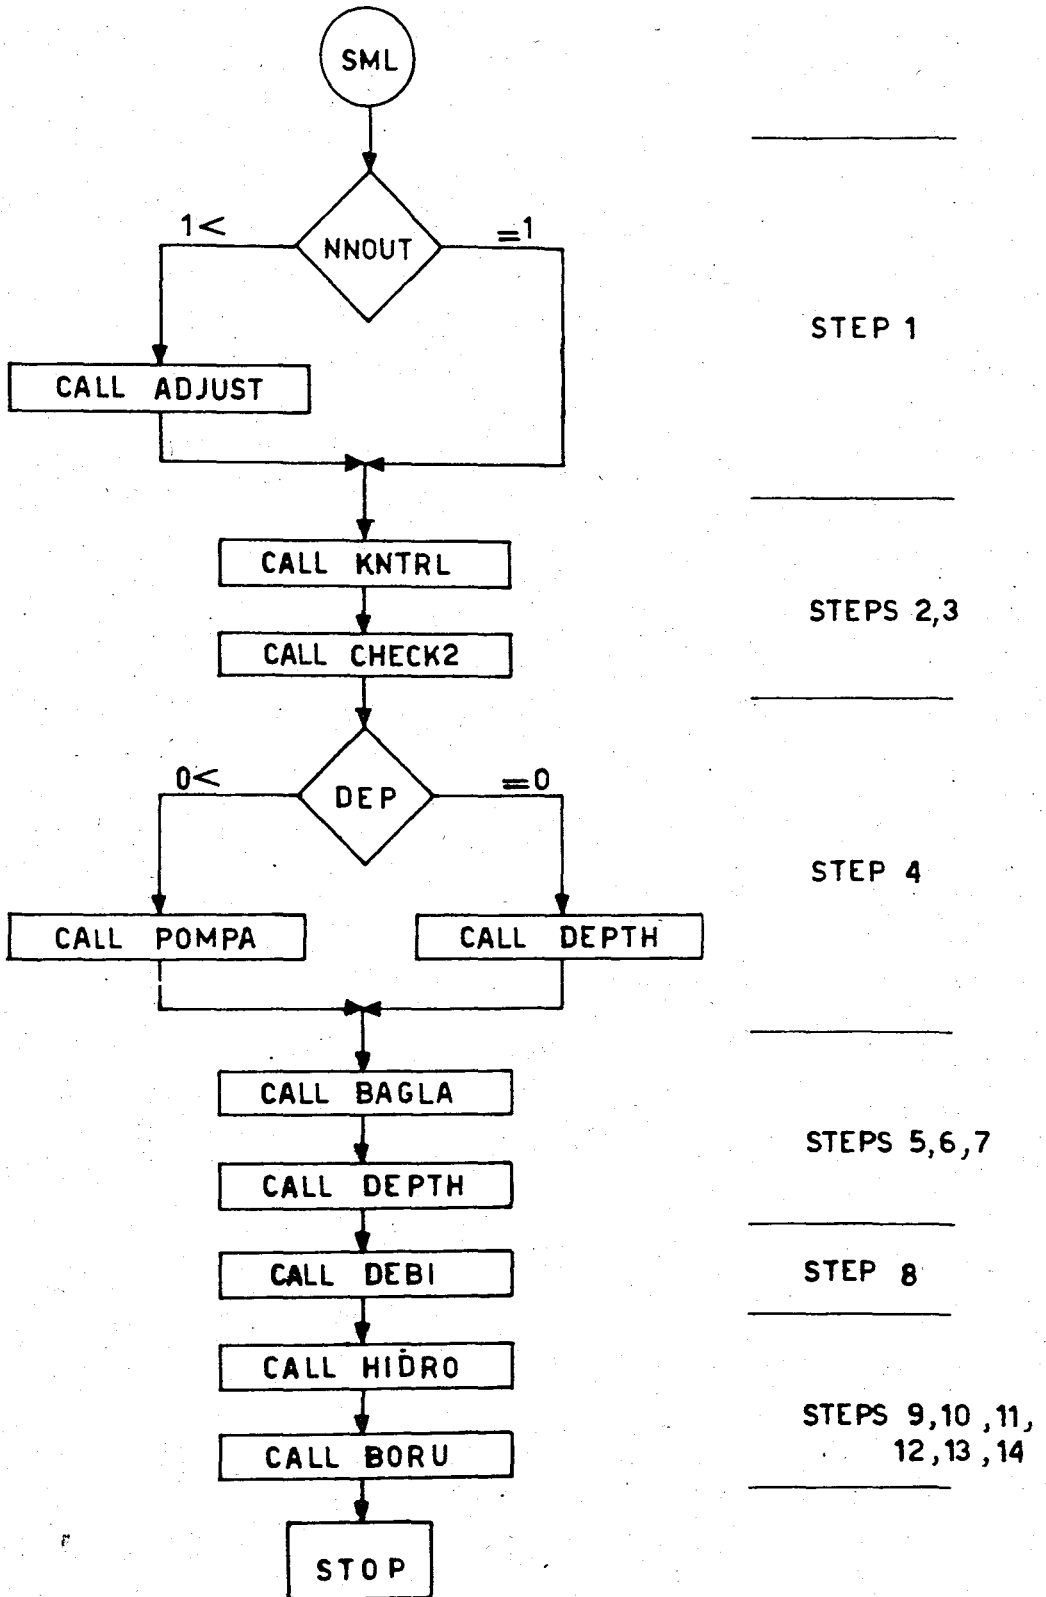 SML
1<
=1
NNOUT
STEP 1
CALL ADJUST
CALL KNTRL
STEPS 2,3
CALL CHECK2
0<
=0
DEP
STEP 4
CALL POMPA
CALL DEPTH
CALL BAGLA
STEPS 5,6,7
CALL DEPTH
CALL DEBI
STEP 8
CALL HİDRO
STEPS 9,10,11,
12,13,14
CALL BORU
STOP